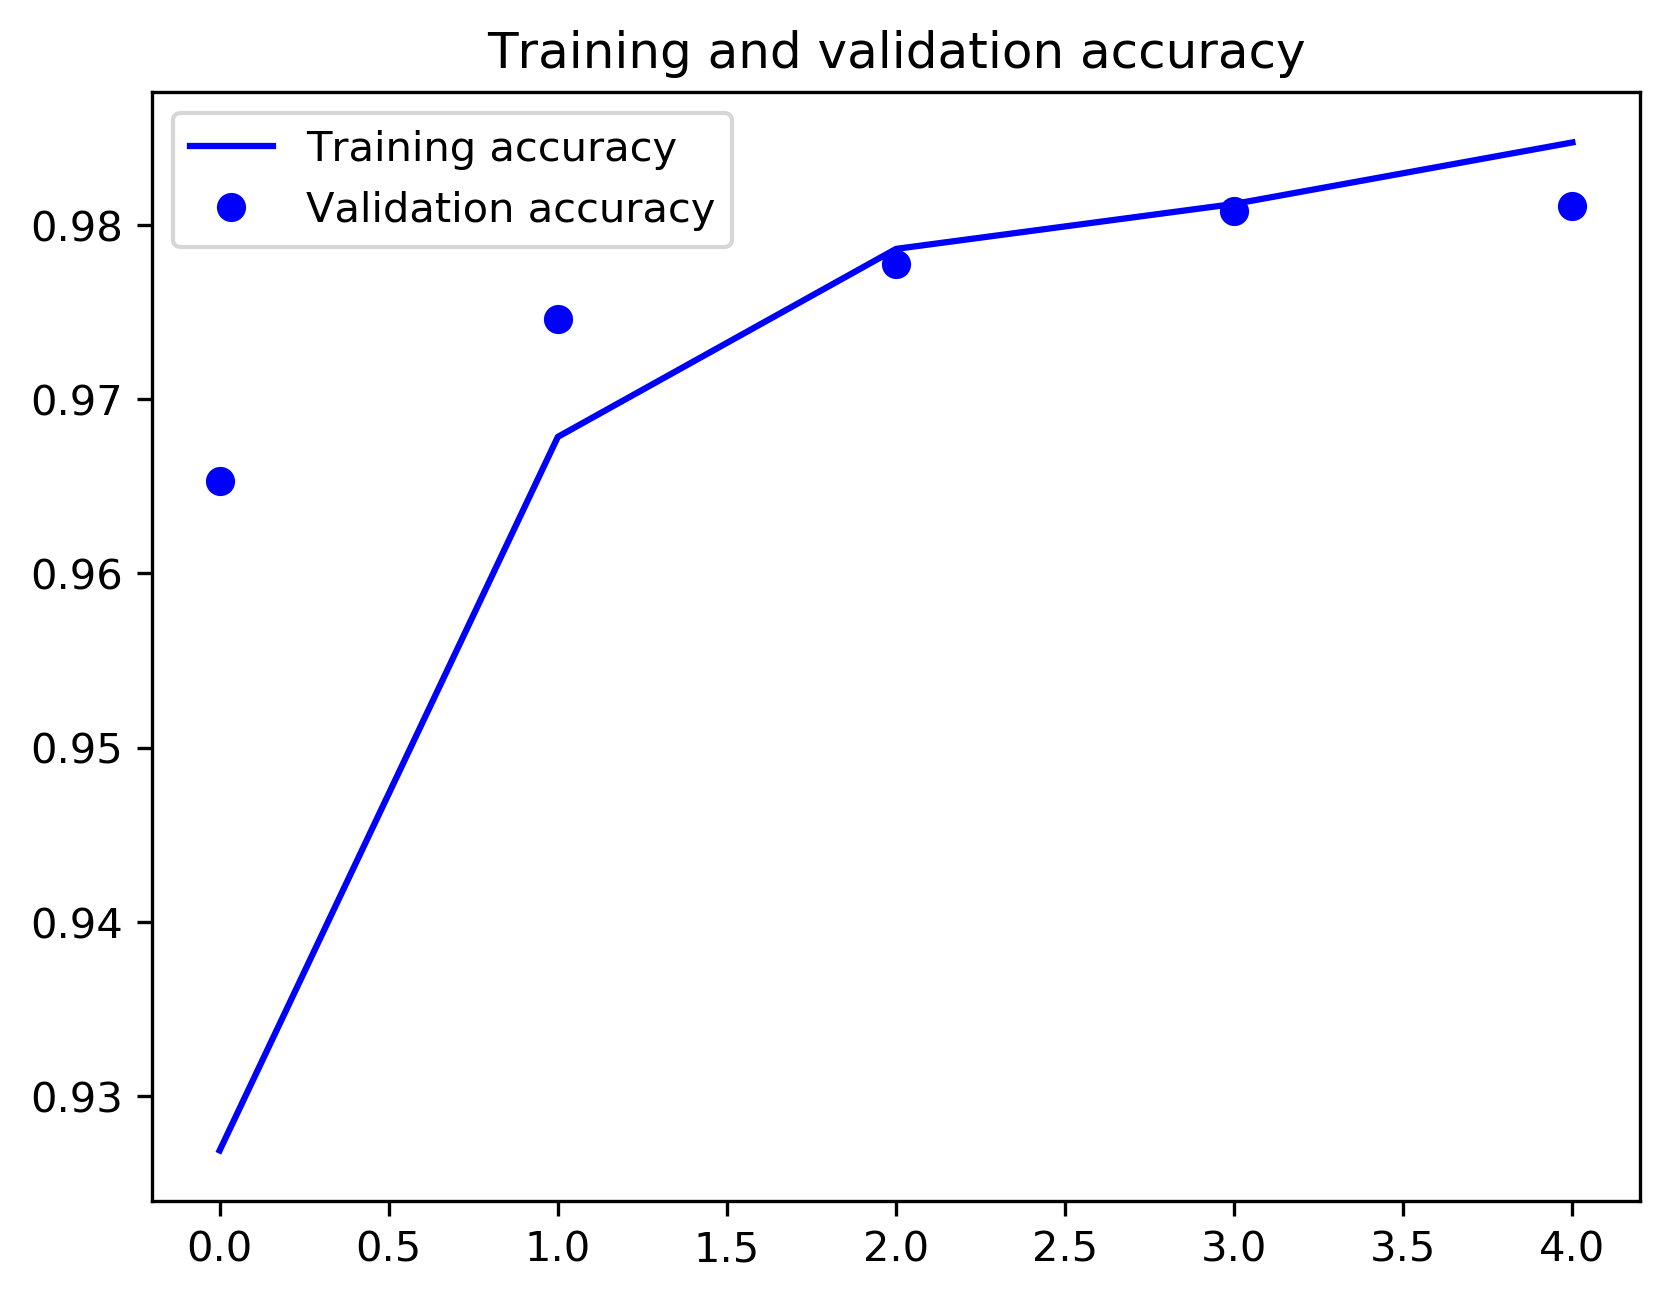 Training and validation accuracy
Training accuracy
Validation accuracy
0.98
0.97
0.96
0.95
0.94
0.93
0.0 0.5 1.0 1.5 2.0 2.5 3.0 3.5 4.0